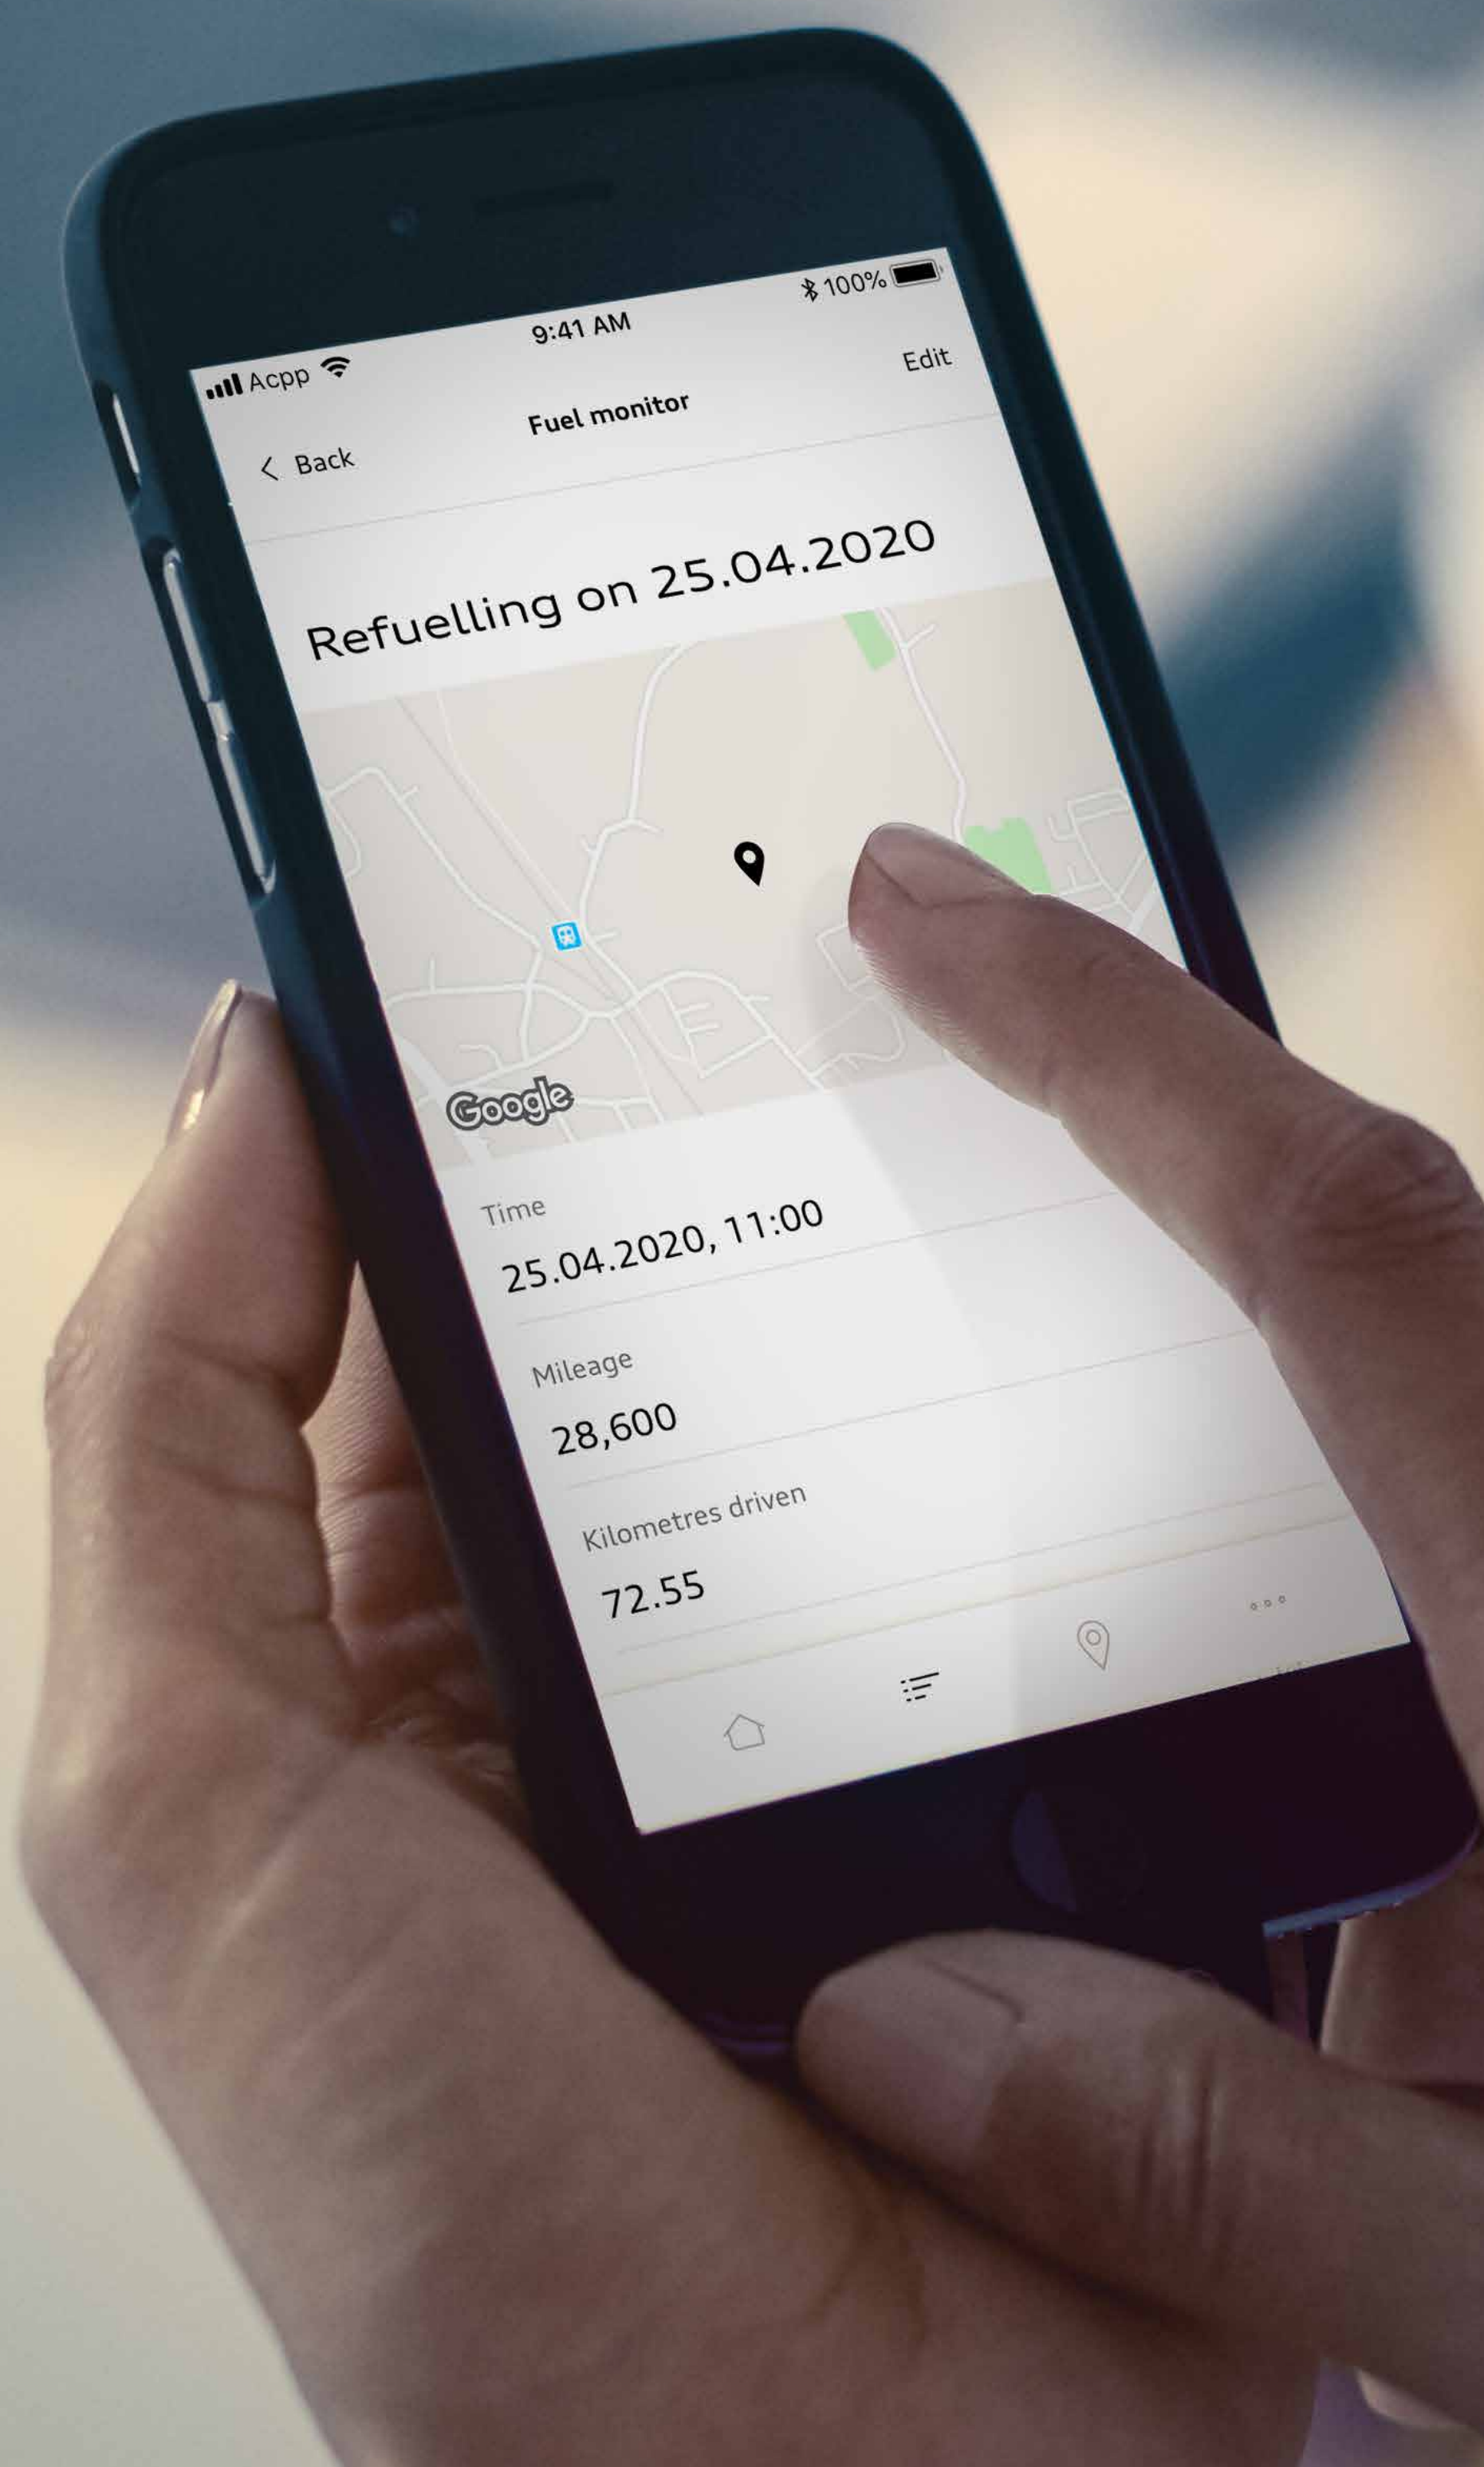 Acpp
9:41 AM
100%
Back
Fuel monitor
Edit
Refuelling on 25.04.2020
Google
Time
25.04.2020, 11:00
Mileage
28,600
Kilometres driven
72.55